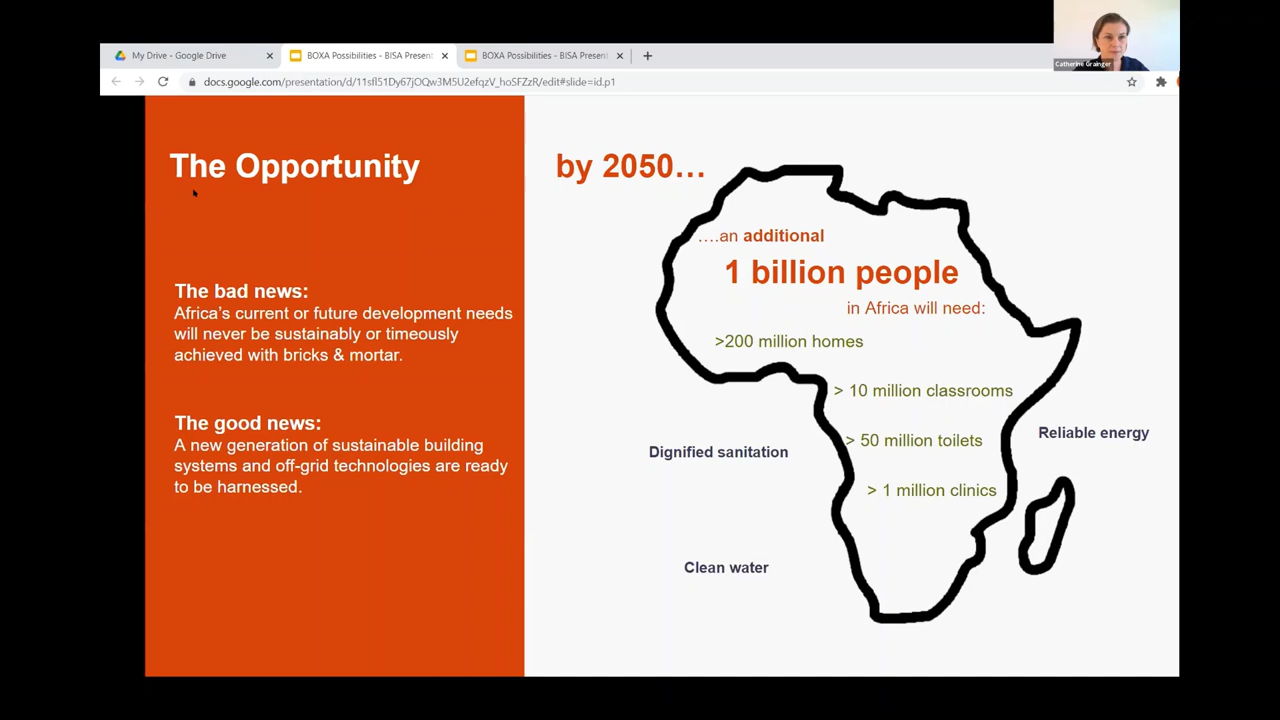 My Drive - Google Drive
BOXA Possibilities - BISA Present
BOXA Possibilities - BISA Present
docs.google.com/presentation/d/11sfl51Dy67jOQw3M5U2efqzV_hoSFZzR/edit#slide=id.p1
Catherine Grainger
The Opportunity
The bad news:
Africa's current or future development needs
will never be sustainably or timeously
achieved with bricks & mortar.
The good news:
A new generation of sustainable building
systems and off-grid technologies are ready
to be harnessed.
by 2050…
….an additional
1 billion people
in Africa will need:
>200 million homes
> 10 million classrooms
> 50 million toilets
> 1 million clinics
Reliable energy
Dignified sanitation
Clean water